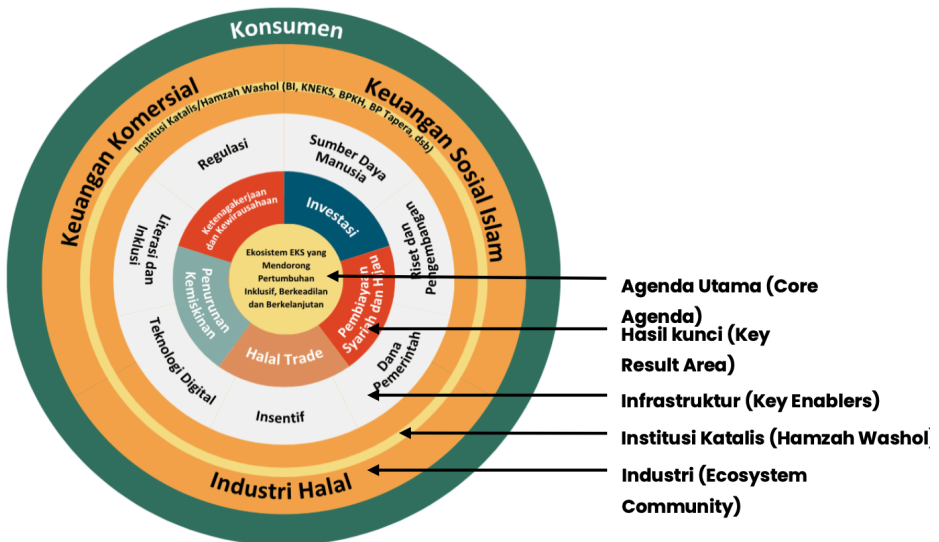 Konsumen
Keuangan Komersial
Keuangan Sosial Islam
Institusi Katalis/Hamzah Washol (BI, KNEKS, BPKH, BP Tapera, dsb)
Regulasi
Sumber Daya
Manusia
Riset dan
Pengembangan
Dana
Pemerintah
Insentif
Teknologi Digital
Literasi dan
Inklusi
Ketenagakerjaan
dan Kewirausahaan
Investasi
Pembiayaan
Syariah dan Hijau
Halal Trade
Penurunan
Kemiskinan
Ekosistem EKS yang
Mendorong
Pertumbuhan
Inklusif, Berkeadilan
dan Berkelanjutan
Industri Halal
Agenda Utama (Core
Agenda)
Hasil kunci (Key
Result Area)
Infrastruktur (Key Enablers)
Institusi Katalis (Hamzah Washol)
Industri (Ecosystem
Community)